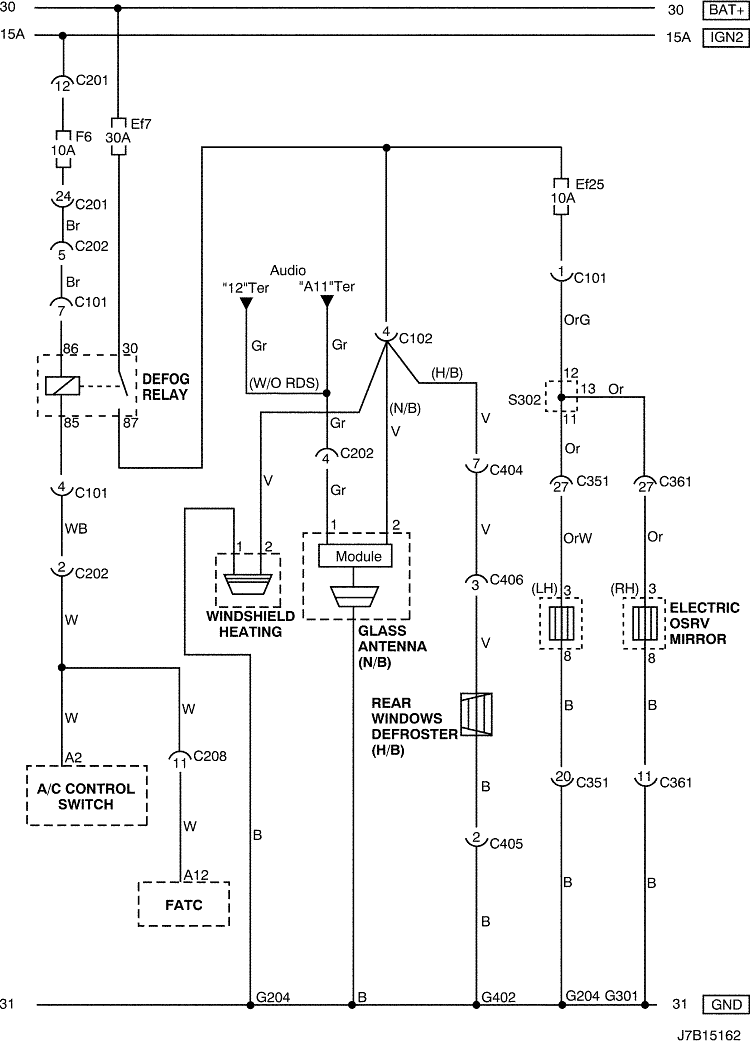 30
30 BAT+
15A
15A IGN2
12 C201
F6
10A
Ef7
30A
24
C201
Br
5 C202
Br
7 C101
86 30
DEFOG
RELAY
85 87
4
C101
WB
2
C202
W
W
W
A2
A/C CONTROL
SWITCH
11 C208
W
A12
FATC
Audio
"12"Ter "A11"Ter
Gr Gr
(W/O RDS)
Gr
4 C202
Gr
4 C102
(H/B)
(N/B)
V
V
V
1 2
WINDSHIELD
HEATING
1 2
Module
GLASS
ANTENNA
(N/B)
7
C404
V
3 C406
V
REAR
WINDOWS
DEFROSTER
(H/B)
B
2
C405
B
B
Ef25
10A
1
C101
OrG
12
S302
13 Or
11
Or
27 C351
27 C361
OrW
Or
(LH) 3
(RH) 3
ELECTRIC
OSRV
MIRROR
8
8
B
B
20
C351
11
C361
B
B
31
G204
B
G402
G204 G301
31 GND
J7B15162